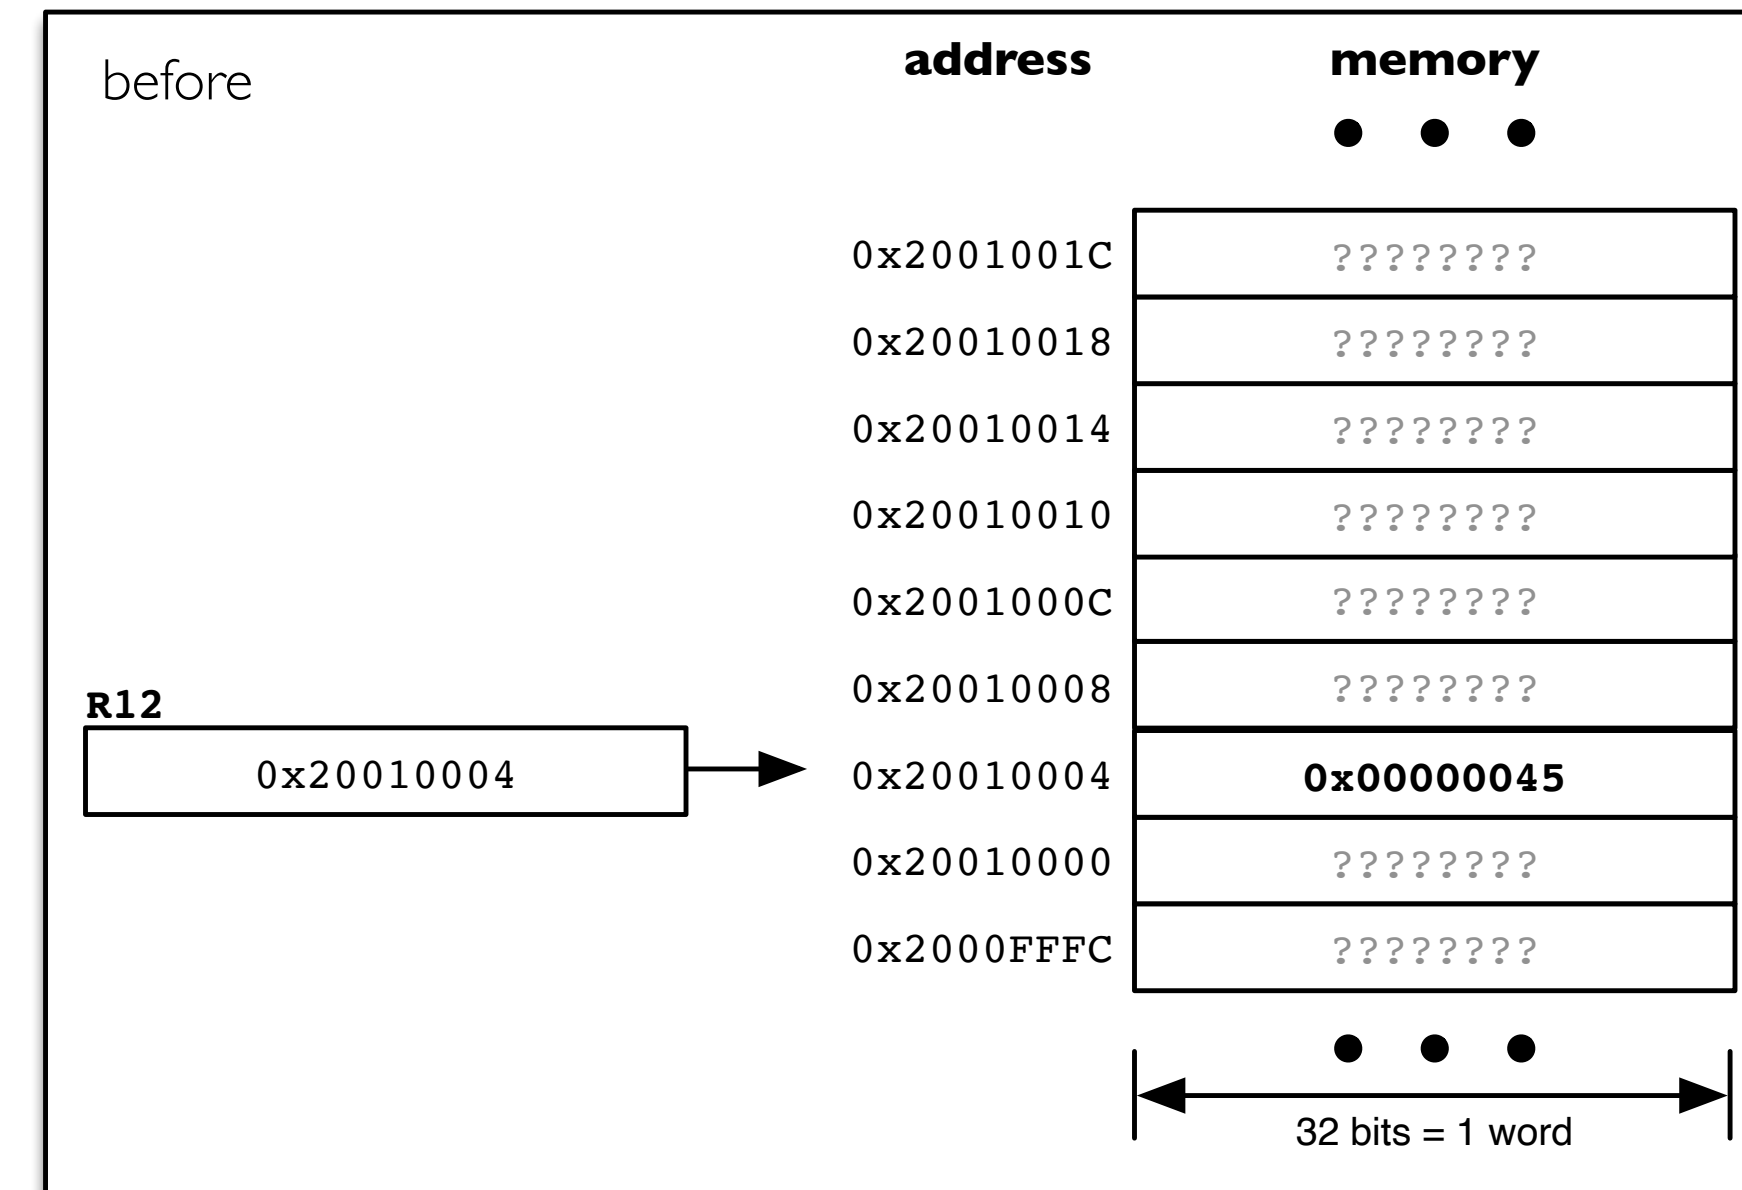 before
address memory
• • •
0x2001001C ????????
0x20010018 ????????
0x20010014 ????????
0x20010010 ????????
0x2001000C ????????
0x20010008 ????????
R12
0x20010004 0x20010004 0x00000045
0x20010000 ????????
0x2000FFFC ????????
• • •
32 bits = 1 word